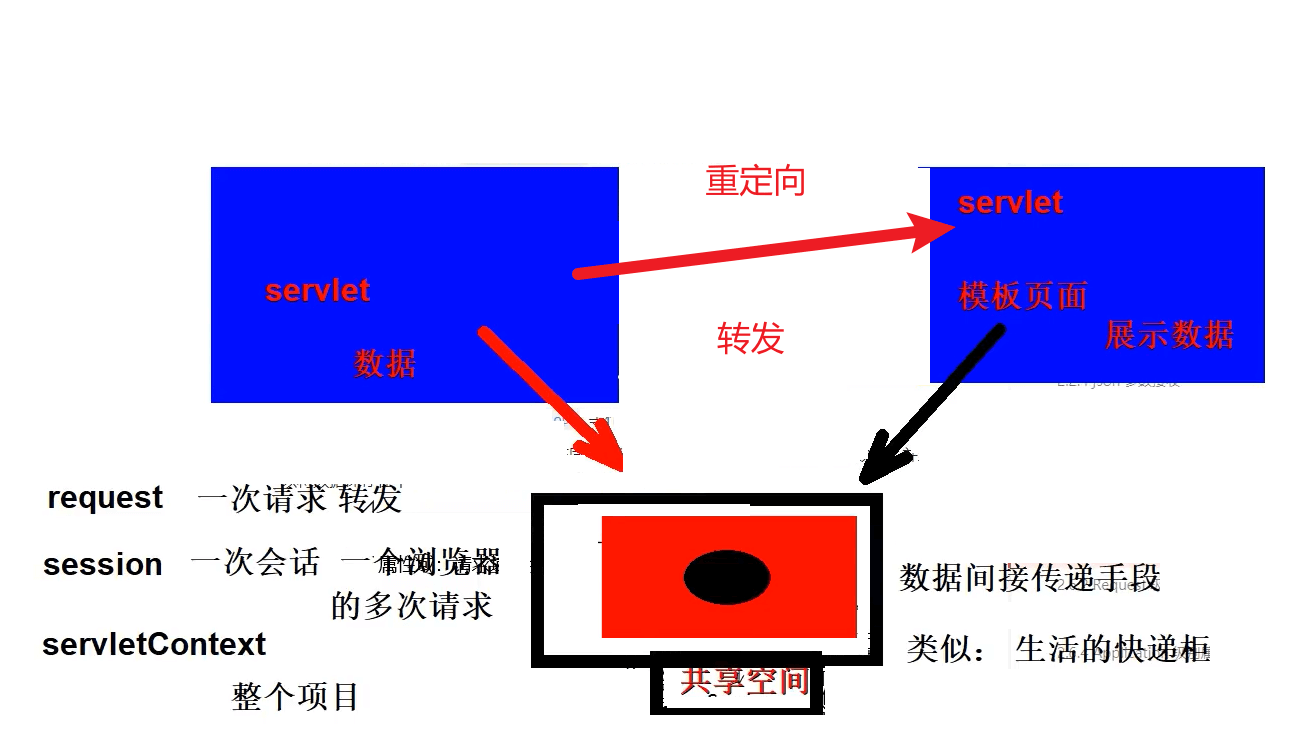 重定向
servlet
servlet
模板页面
展示数据
转发
数据
request 一次请求 转发
session 一次会话 一个浏览器
的多次请求
servletContext
整个项目
数据间接传递手段
类似： 生活的快递柜
共享空间